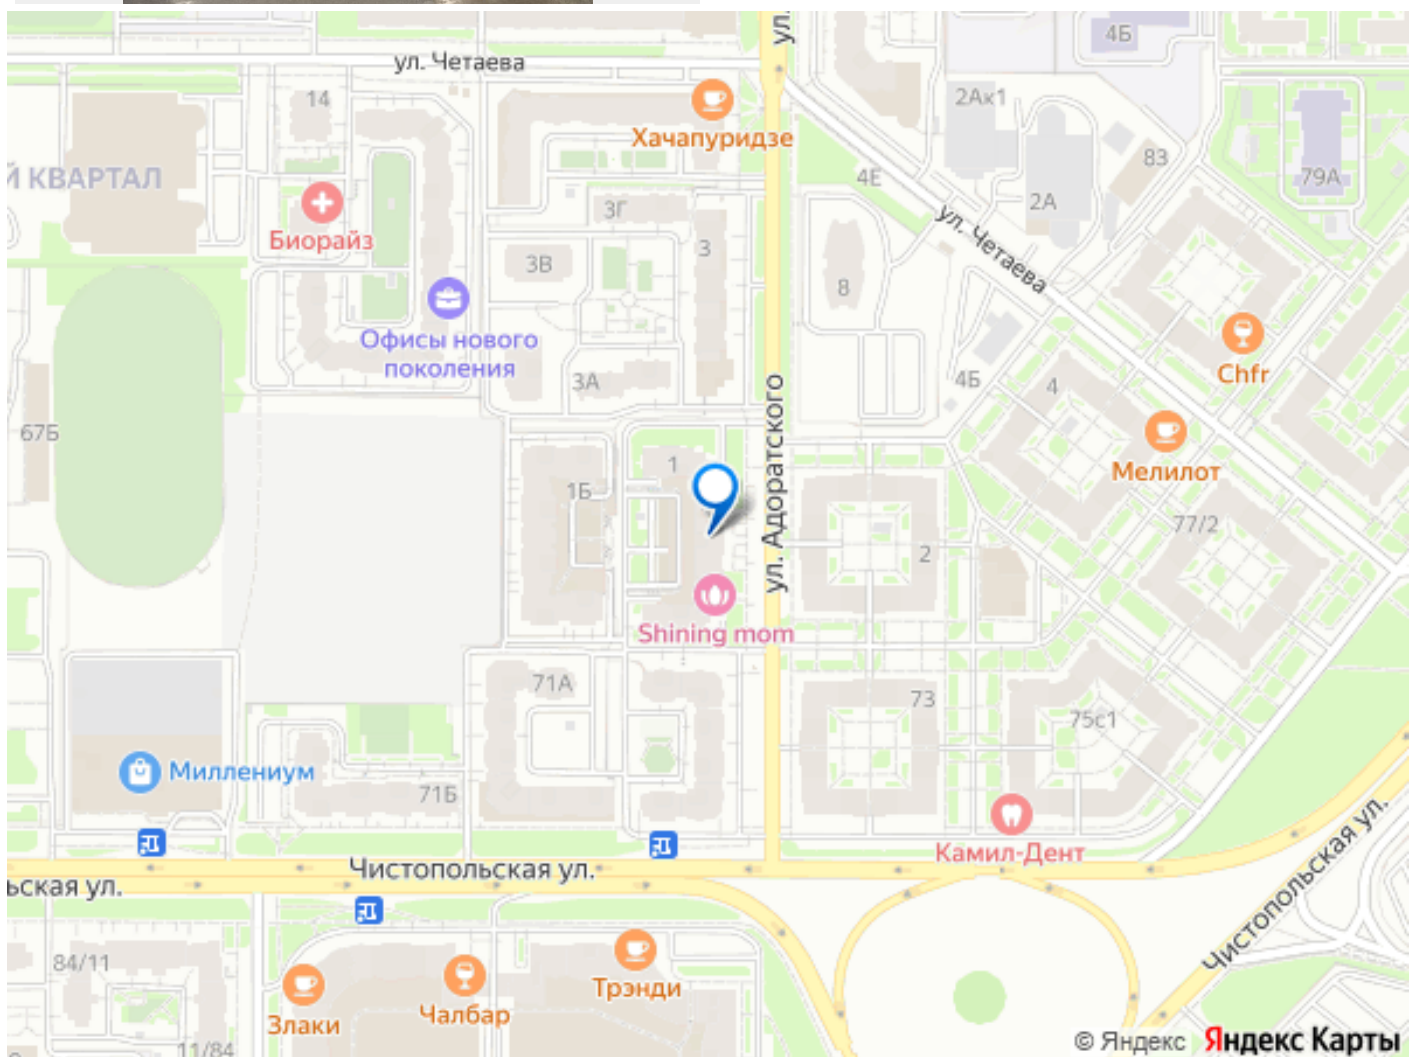 ул.
4Б
ул. Четаева
14
2Ак1
Хачапуридзе
83
Й КВАРТАЛ
4Е
79А
2А
3Г
ул. Четаева
Биорайз
3
3В
8
Офисы нового
поколения
Chfr
3А
4Б
4
67Б
ул. Адоратского
Мелилот
1
1Б
77/2
2
Shining mom
71А
73
75с1
Миллениум
71Б
Камил-Дент
Чистопольская ул.
ьская ул.
Чистопольская ул.
84/11
Трэнди
Злаки
Чалбар
11/84
© Яндекс Яндекс Карты